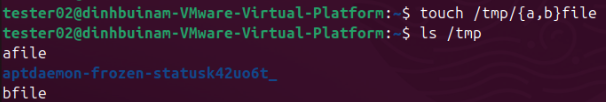 tester02@dinhbuinam-VMware-Virtual-Platform:~$ touch /tmp/{a,b}file
tester02@dinhbuinam-VMware-Virtual-Platform:~$ ls /tmp
afile
aptdaemon-frozen-statusk42uo6t_
bfile